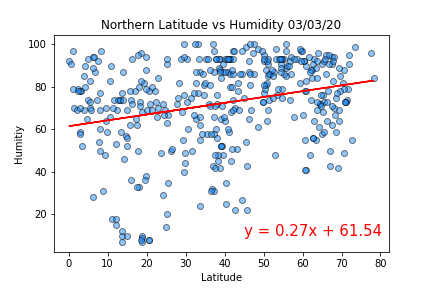 Northern Latitude vs Humidity 03/03/20
100
80
60
40
20
Humidity
y = 0.27x + 61.54
0 10 20 30 40 50 60 70 80
Latitude